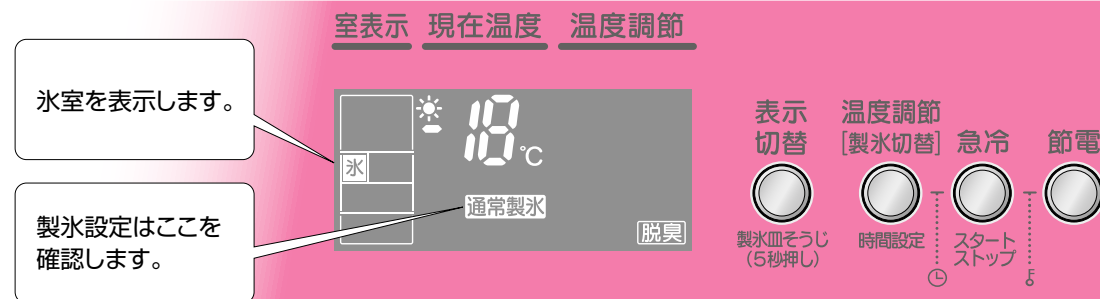 室表示 現在温度 温度調節
氷室を表示します。
氷
-18℃
通常製氷
脱臭
製氷設定はここを
確認します。
表示
切替
製氷皿そうじ
(5秒押し)
温度調節
[製氷切替]
時間設定
急冷
スタート
ストップ
節電